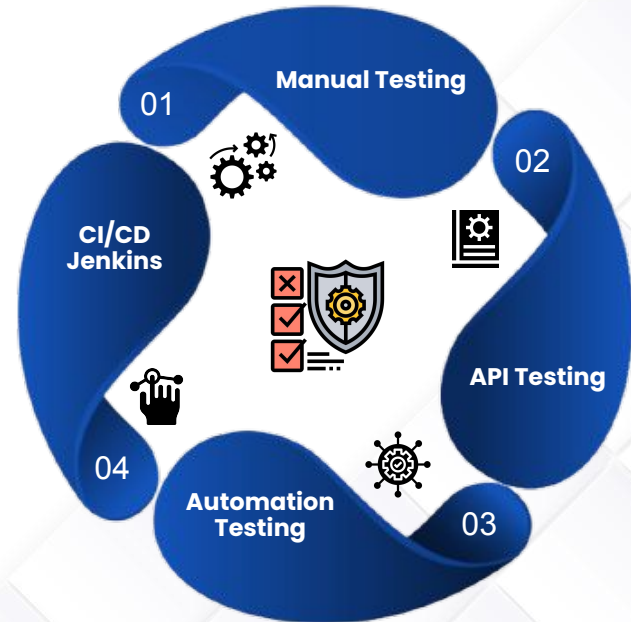 01
Manual Testing
02
API Testing
03
Automation
Testing
04
CI/CD
Jenkins